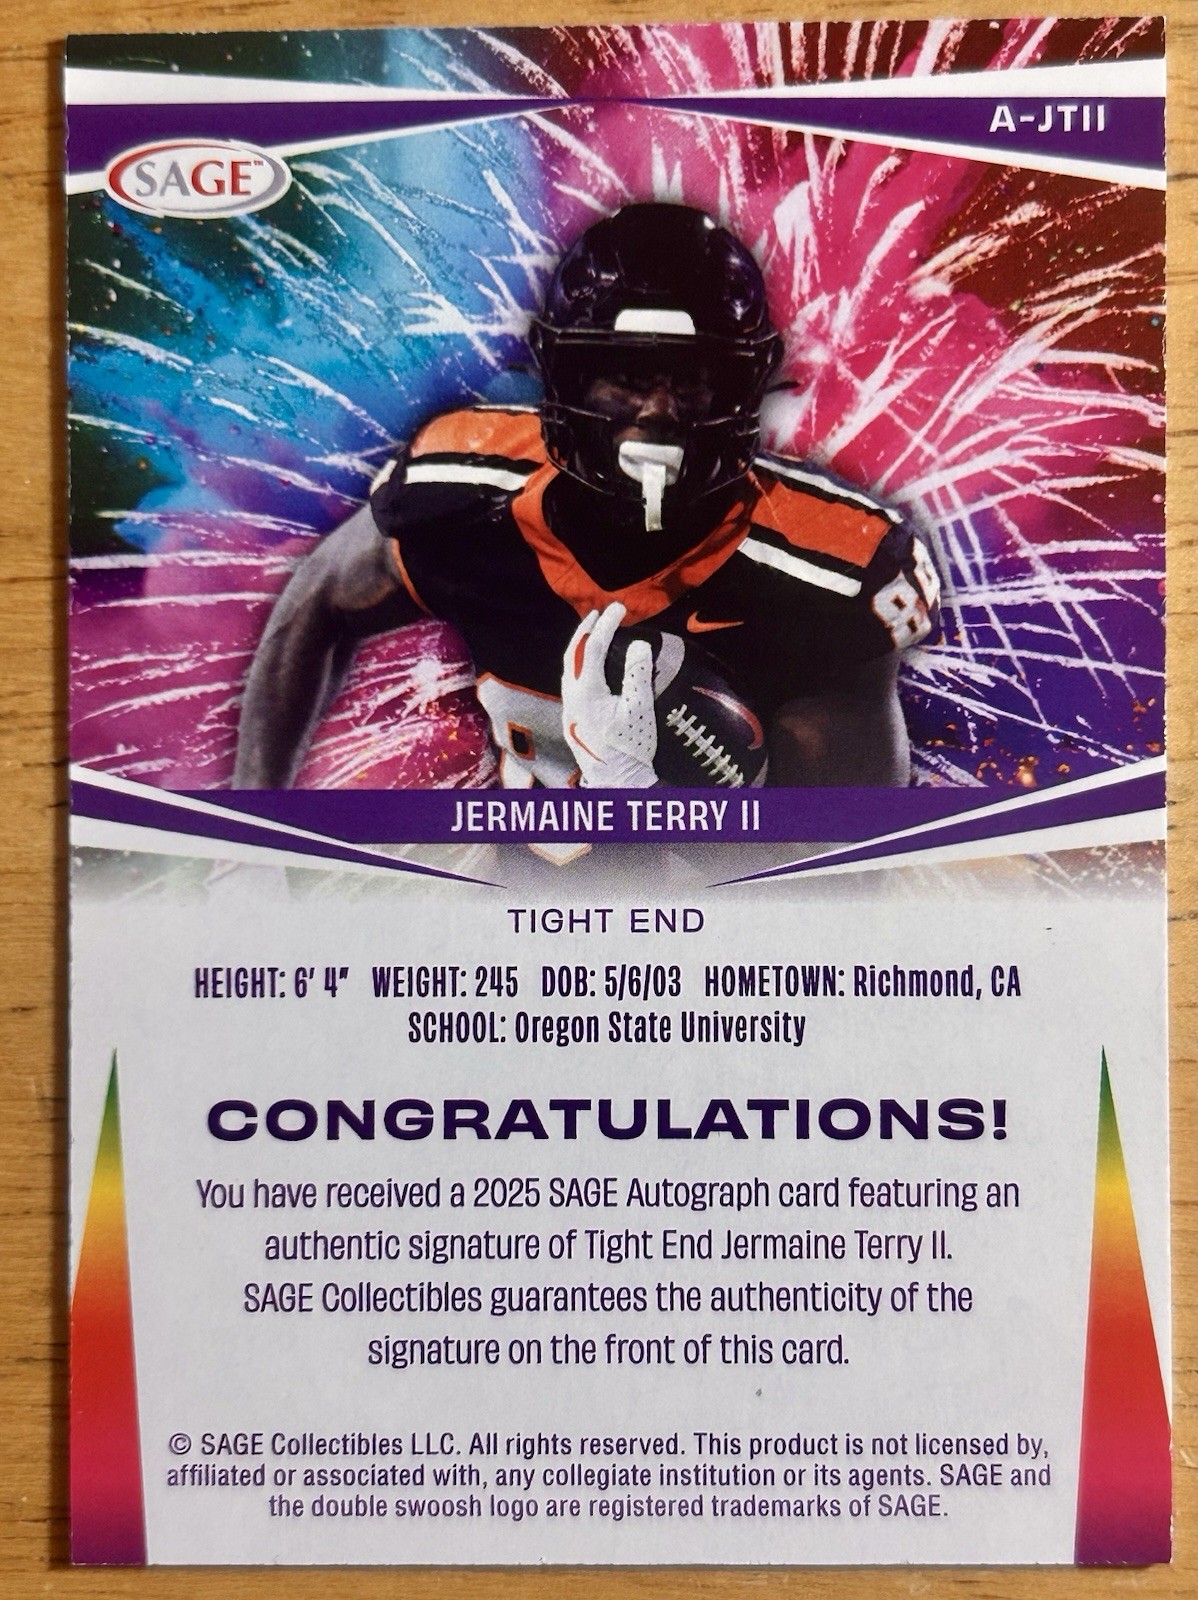 A-JTII
SAGE™
JERMAINE TERRY II
TIGHT END
HEIGHT: 6' 4" WEIGHT: 245 DOB: 5/6/03 HOMETOWN: Richmond, CA
SCHOOL: Oregon State University
CONGRATULATIONS!
You have received a 2025 SAGE Autograph card featuring an
authentic signature of Tight End Jermaine Terry II.
SAGE Collectibles guarantees the authenticity of the
signature on the front of this card.
© SAGE Collectibles LLC. All rights reserved. This product is not licensed by,
affiliated or associated with, any collegiate institution or its agents. SAGE and
the double swoosh logo are registered trademarks of SAGE.